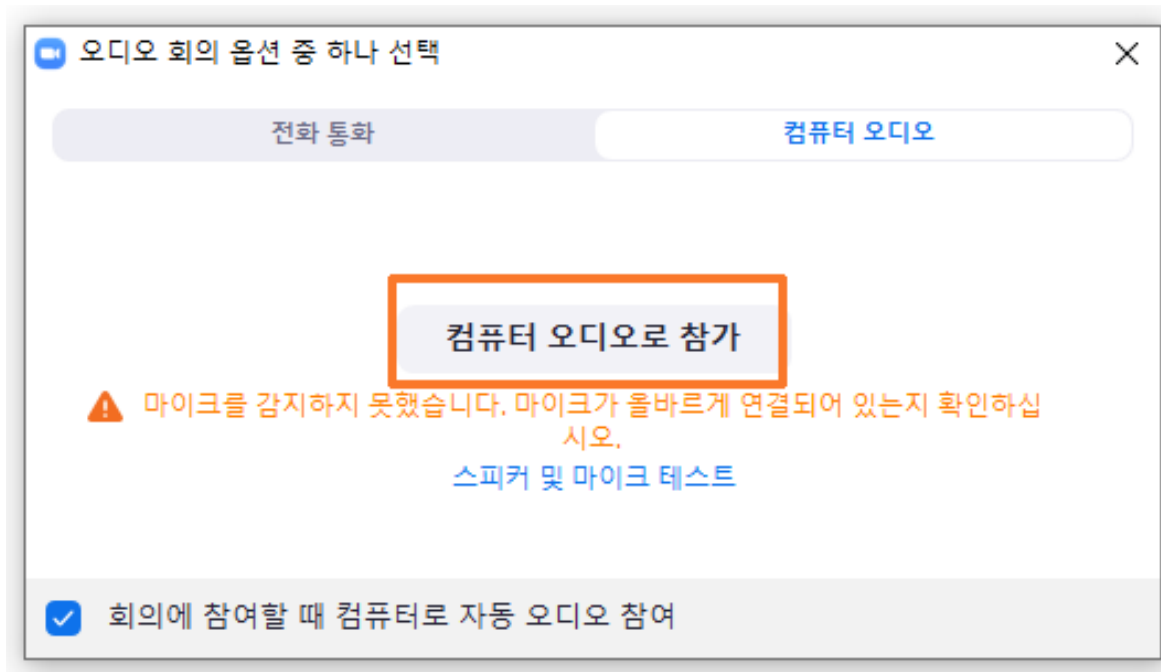 오디오 회의 옵션 중 하나 선택
전화 통화
컴퓨터 오디오
컴퓨터 오디오로 참가
마이크를 감지하지 못했습니다. 마이크가 올바르게 연결되어 있는지 확인하십
시오.
스피커 및 마이크 테스트
회의에 참여할 때 컴퓨터로 자동 오디오 참여